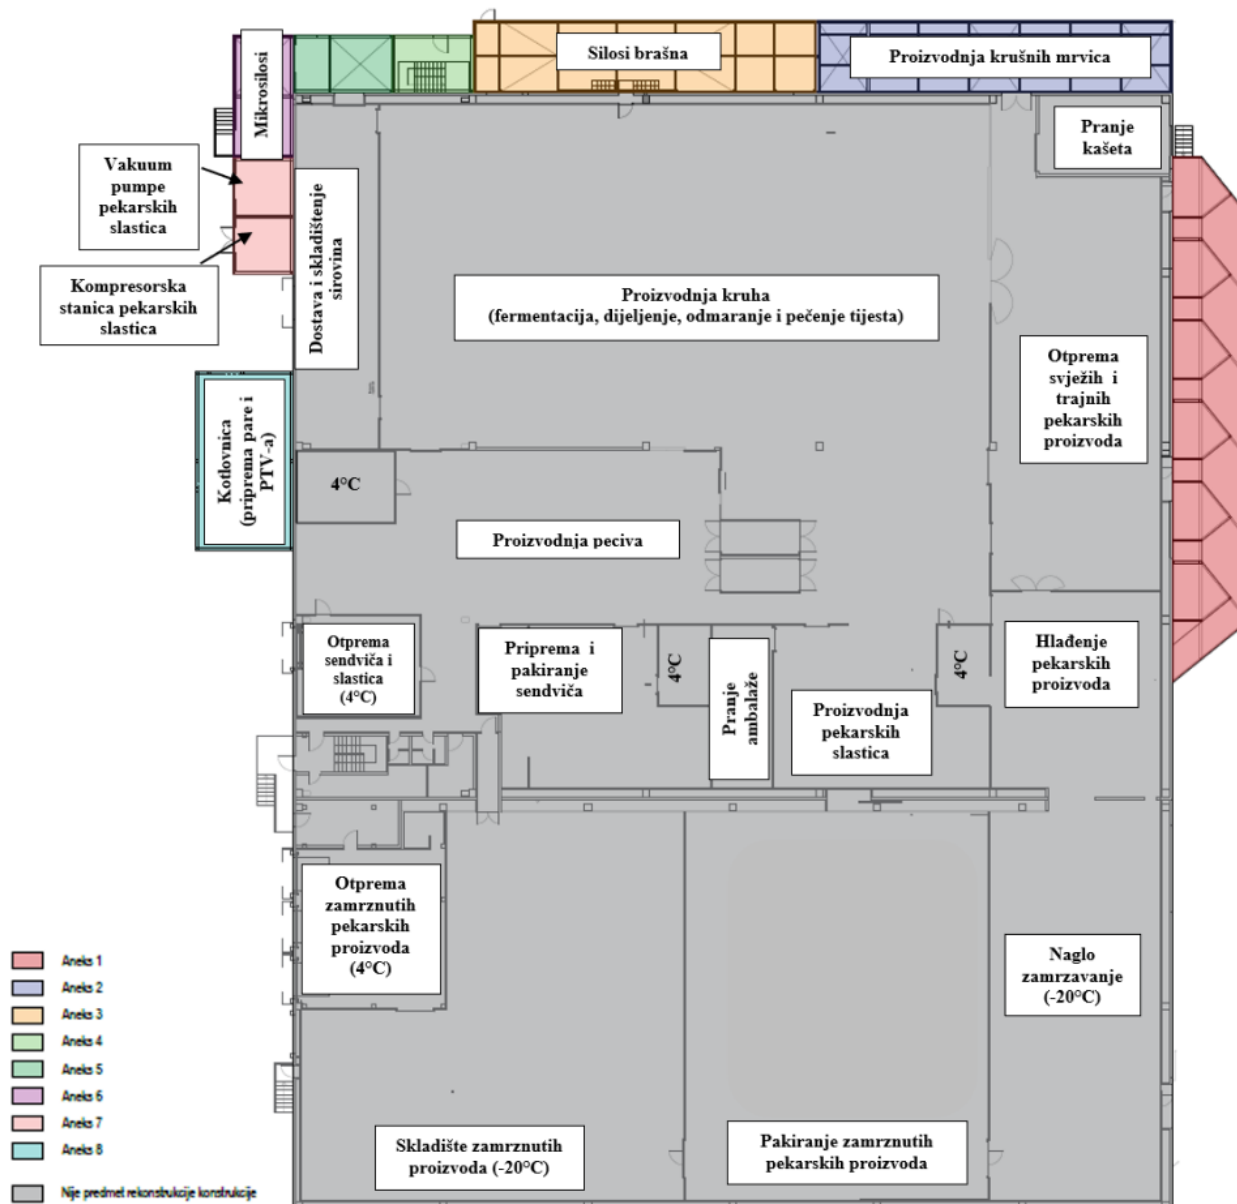 Silosi brašna
Proizvodnja krušnih mrvica
Mikrosilosi
Pranje
kašeta
Vakuum
pumpe
pekarskih
slastica
Kompresorska
stanica pekarskih
slastica
Dostava i skladištenje
sirovina
Proizvodnja kruha
(fermentacija, dijeljenje, odmaranje i pečenje tijesta)
Otprema
svježih i
trajnih
pekarskih
proizvoda
Kotlovnica
(priprema pare i
PTV-a)
4°C
Proizvodnja peciva
Otprema
sendviča i
slastica
(4°C)
Priprema i
pakiranje
sendviča
4°C
Pranje
ambalaže
Proizvodnja
pekarskih
slastica
4°C
Hlađenje
pekarskih
proizvoda
Otprema
zamrznutih
pekarskih
proizvoda
(4°C)
Naglo
zamrzavanje
(-20°C)
Skladište zamrznutih
proizvoda (-20°C)
Pakiranje zamrznutih
pekarskih proizvoda
Aneks 1
Aneks 2
Aneks 3
Aneks 4
Aneks 5
Aneks 6
Aneks 7
Aneks 8
Nije predmet rekonstrukcije konstrukcije